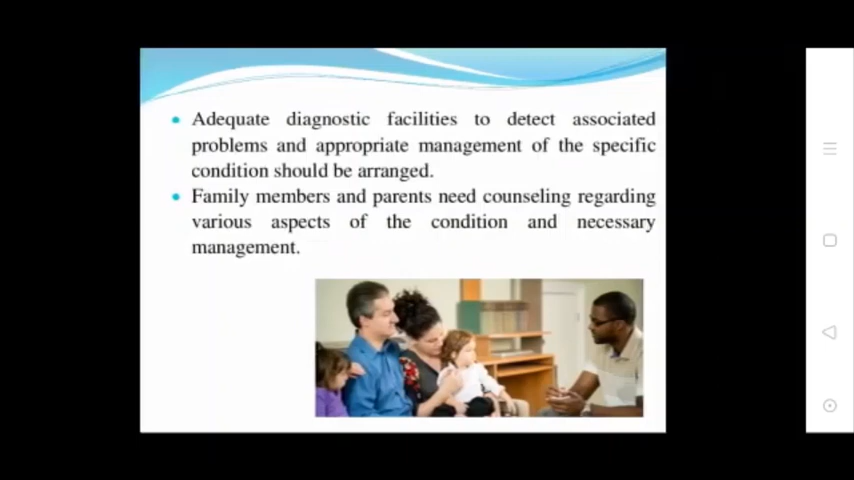 Adequate diagnostic facilities to detect associated
problems and appropriate management of the specific
condition should be arranged.
Family members and parents need counseling regarding
various aspects of the condition and necessary
management.